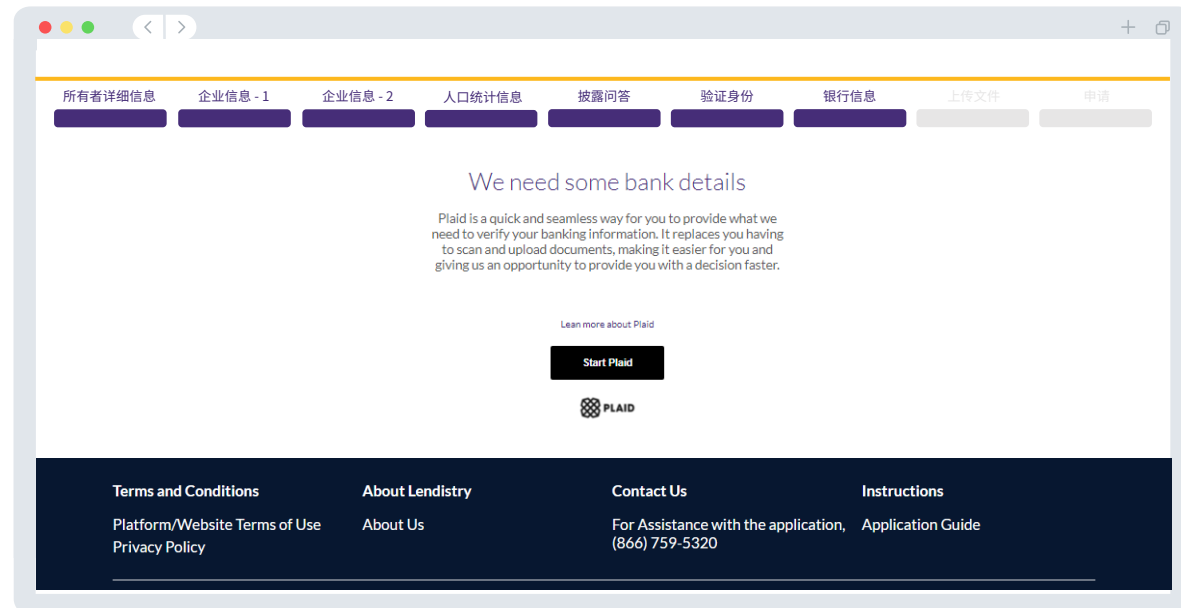 所有者详细信息
企业信息 - 1
企业信息 - 2
人口统计信息
披露问答
验证身份
银行信息
上传文件
申请
We need some bank details
Plaid is a quick and seamless way for you to provide what we
need to verify your banking information. It replaces you having
to scan and upload documents, making it easier for you and
giving us an opportunity to provide you with a decision faster.
Lean more about Plaid
Start Plaid
PLAID
Terms and Conditions
Platform/Website Terms of Use
Privacy Policy
About Lendistry
About Us
Contact Us
For Assistance with the application,
(866) 759-5320
Instructions
Application Guide